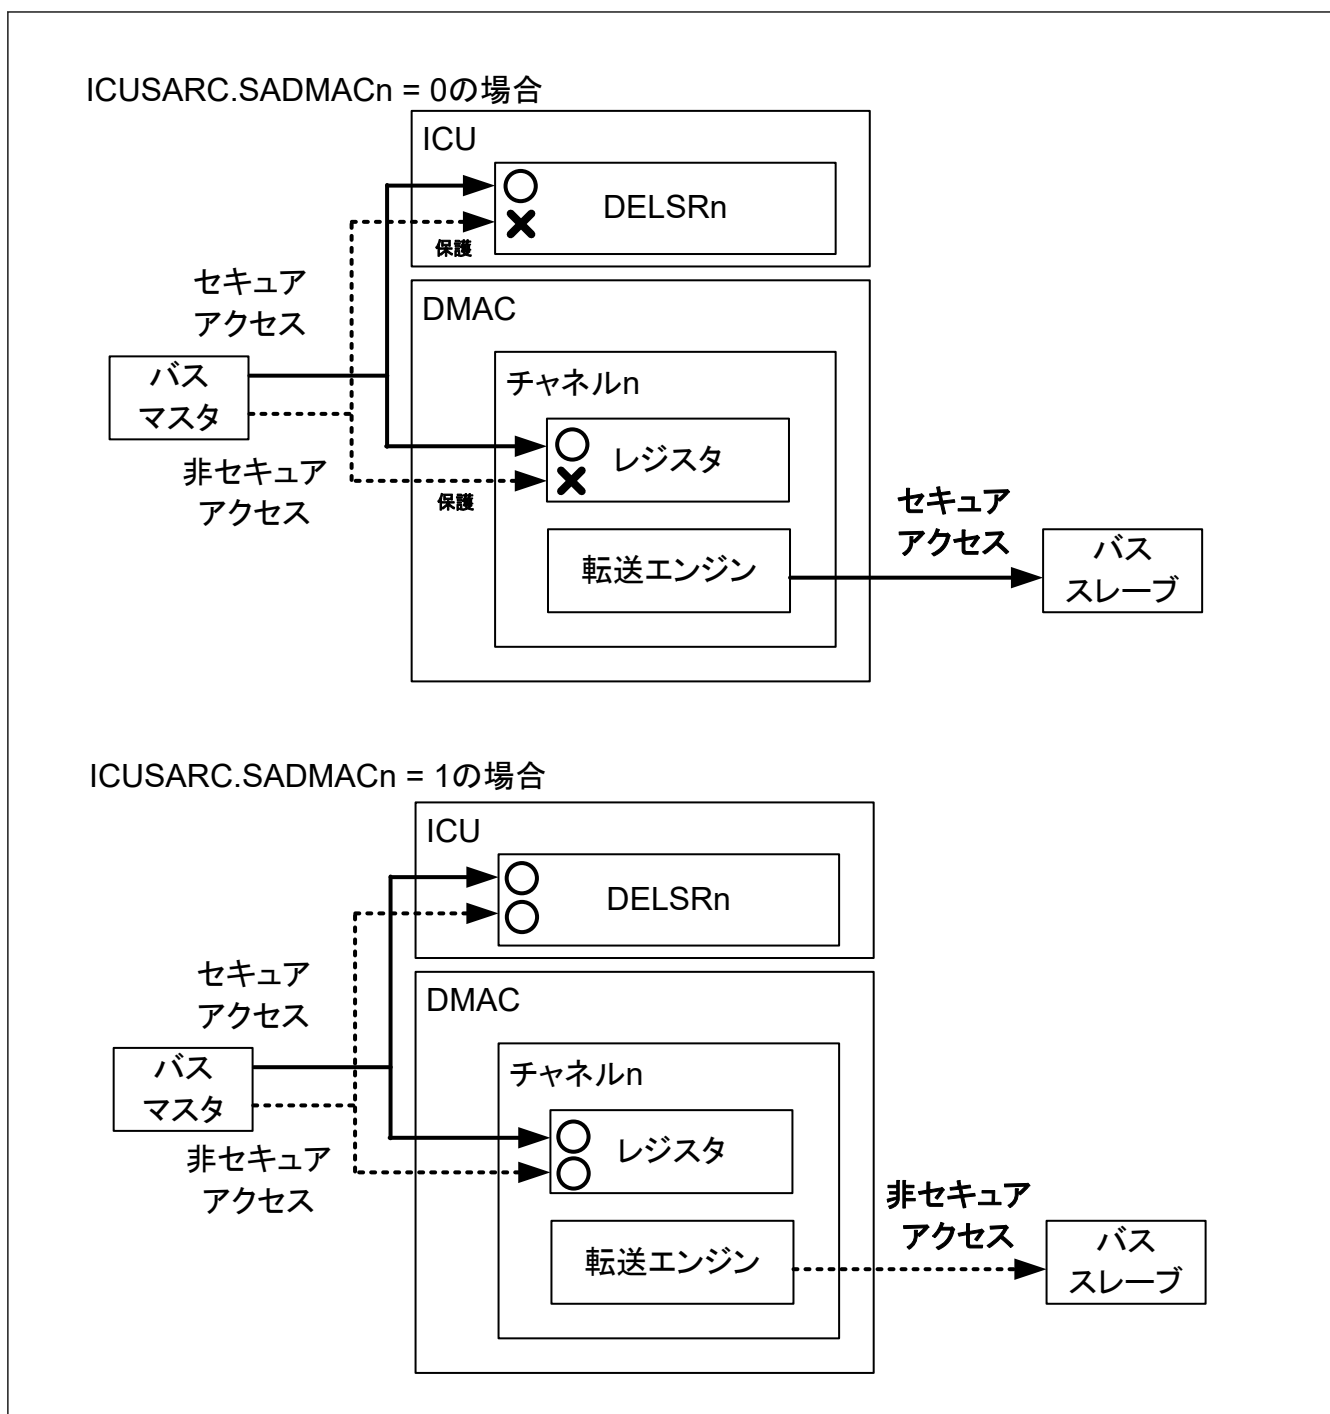 ICUSARC.SADMACn = 0の場合
ICU
DELSRn
保護
セキュア
アクセス
DMAC
バス
マスタ
チャネルn
レジスタ
非セキュア
アクセス
保護
セキュア
アクセス
転送エンジン
バス
スレーブ
ICUSARC.SADMACn = 1の場合
ICU
DELSRn
セキュア
アクセス
DMAC
バス
マスタ
チャネルn
レジスタ
非セキュア
アクセス
非セキュア
アクセス
転送エンジン
バス
スレーブ